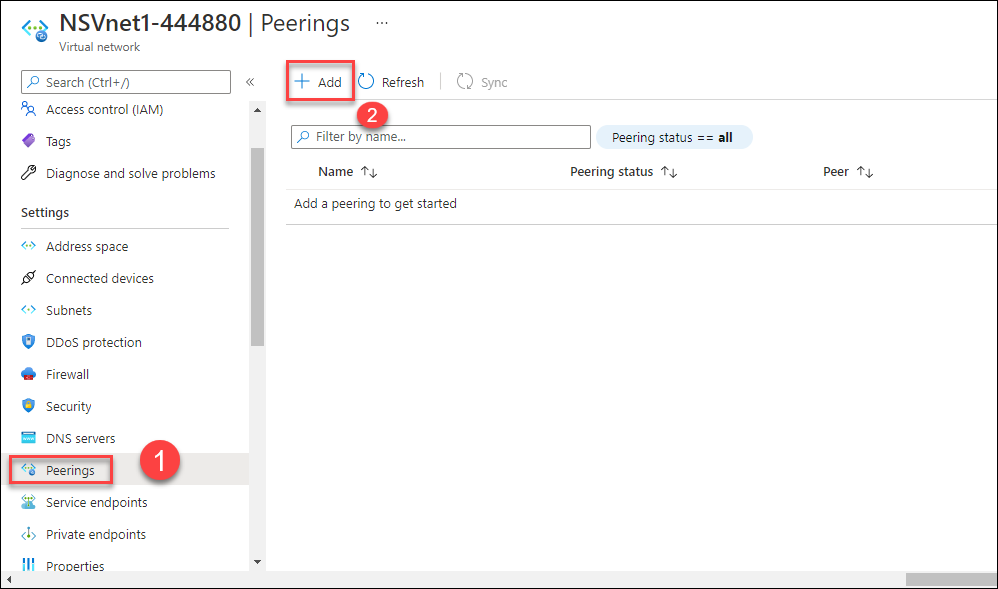 NSVnet1-444880 | Peerings ...
Virtual network
Search (Ctrl+/) «
Access control (IAM)
Tags
Diagnose and solve problems
Settings
Address space
Connected devices
Subnets
DDoS protection
Firewall
Security
DNS servers
Peerings 1
Service endpoints
Private endpoints
Properties
+ Add Refresh Sync
2
Filter by name... Peering status == all
Name ↑↓ Peering status ↑↓ Peer ↑↓
Add a peering to get started